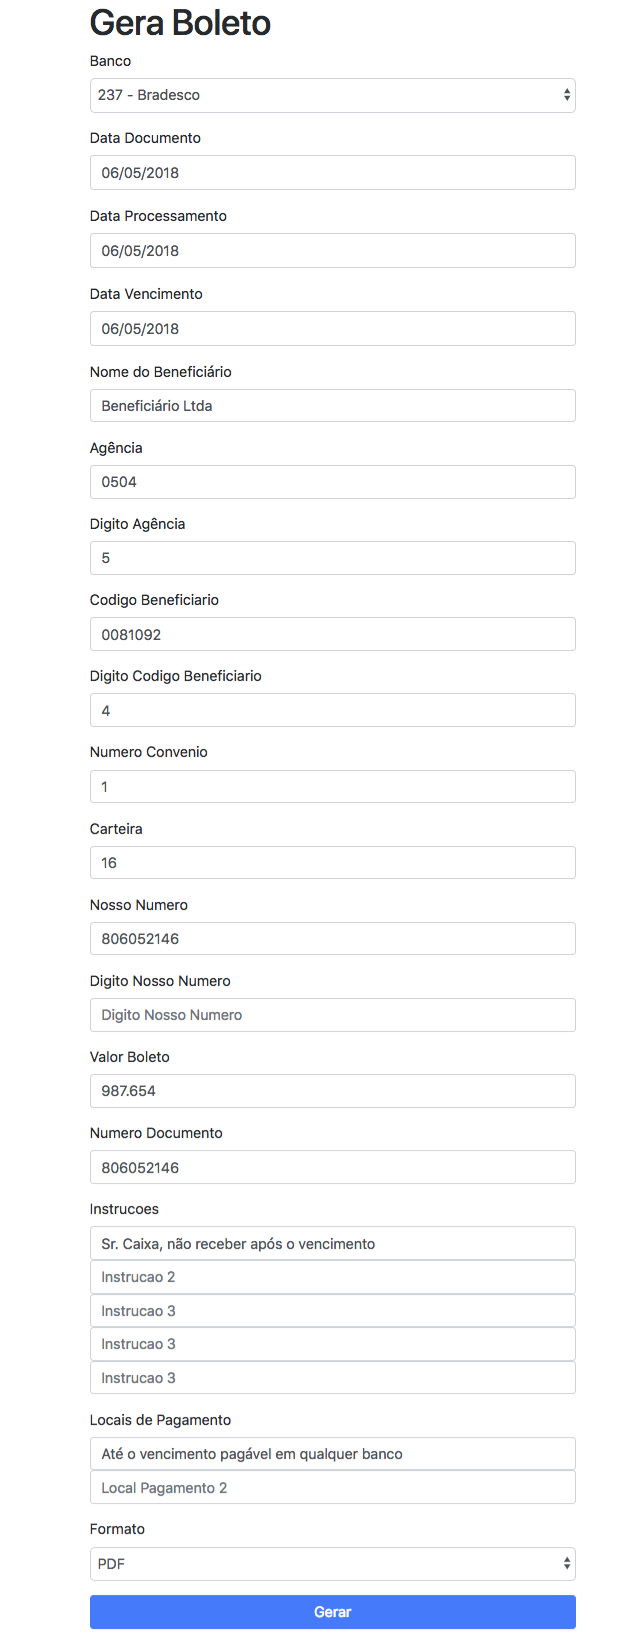 Gera Boleto
Banco
237 - Bradesco
Data Documento
06/05/2018
Data Processamento
06/05/2018
Data Vencimento
06/05/2018
Nome do Beneficiário
Beneficiário Ltda
Agência
0504
Digito Agência
5
Codigo Beneficiario
0081092
Digito Codigo Beneficiario
4
Numero Convenio
1
Carteira
16
Nosso Numero
806052146
Digito Nosso Numero
Digito Nosso Numero
Valor Boleto
987.654
Numero Documento
806052146
Instrucoes
Sr. Caixa, não receber após o vencimento
Instrucao 2
Instrucao 3
Instrucao 3
Instrucao 3
Locais de Pagamento
Até o vencimento pagável em qualquer banco
Local Pagamento 2
Formato
PDF
Gerar